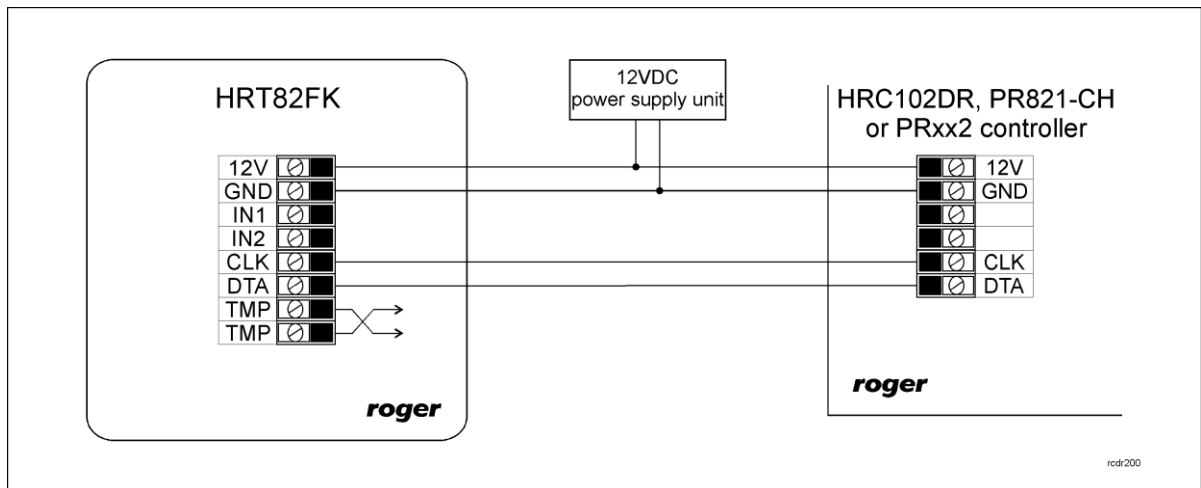 HRT82FK
12V
GND
IN1
IN2
CLK
DTA
TMP
TMP
roger
12VDC
power supply unit
HRC102DR, PR821-CH
or PRxx2 controller
12V
GND
CLK
DTA
roger
rcdr200